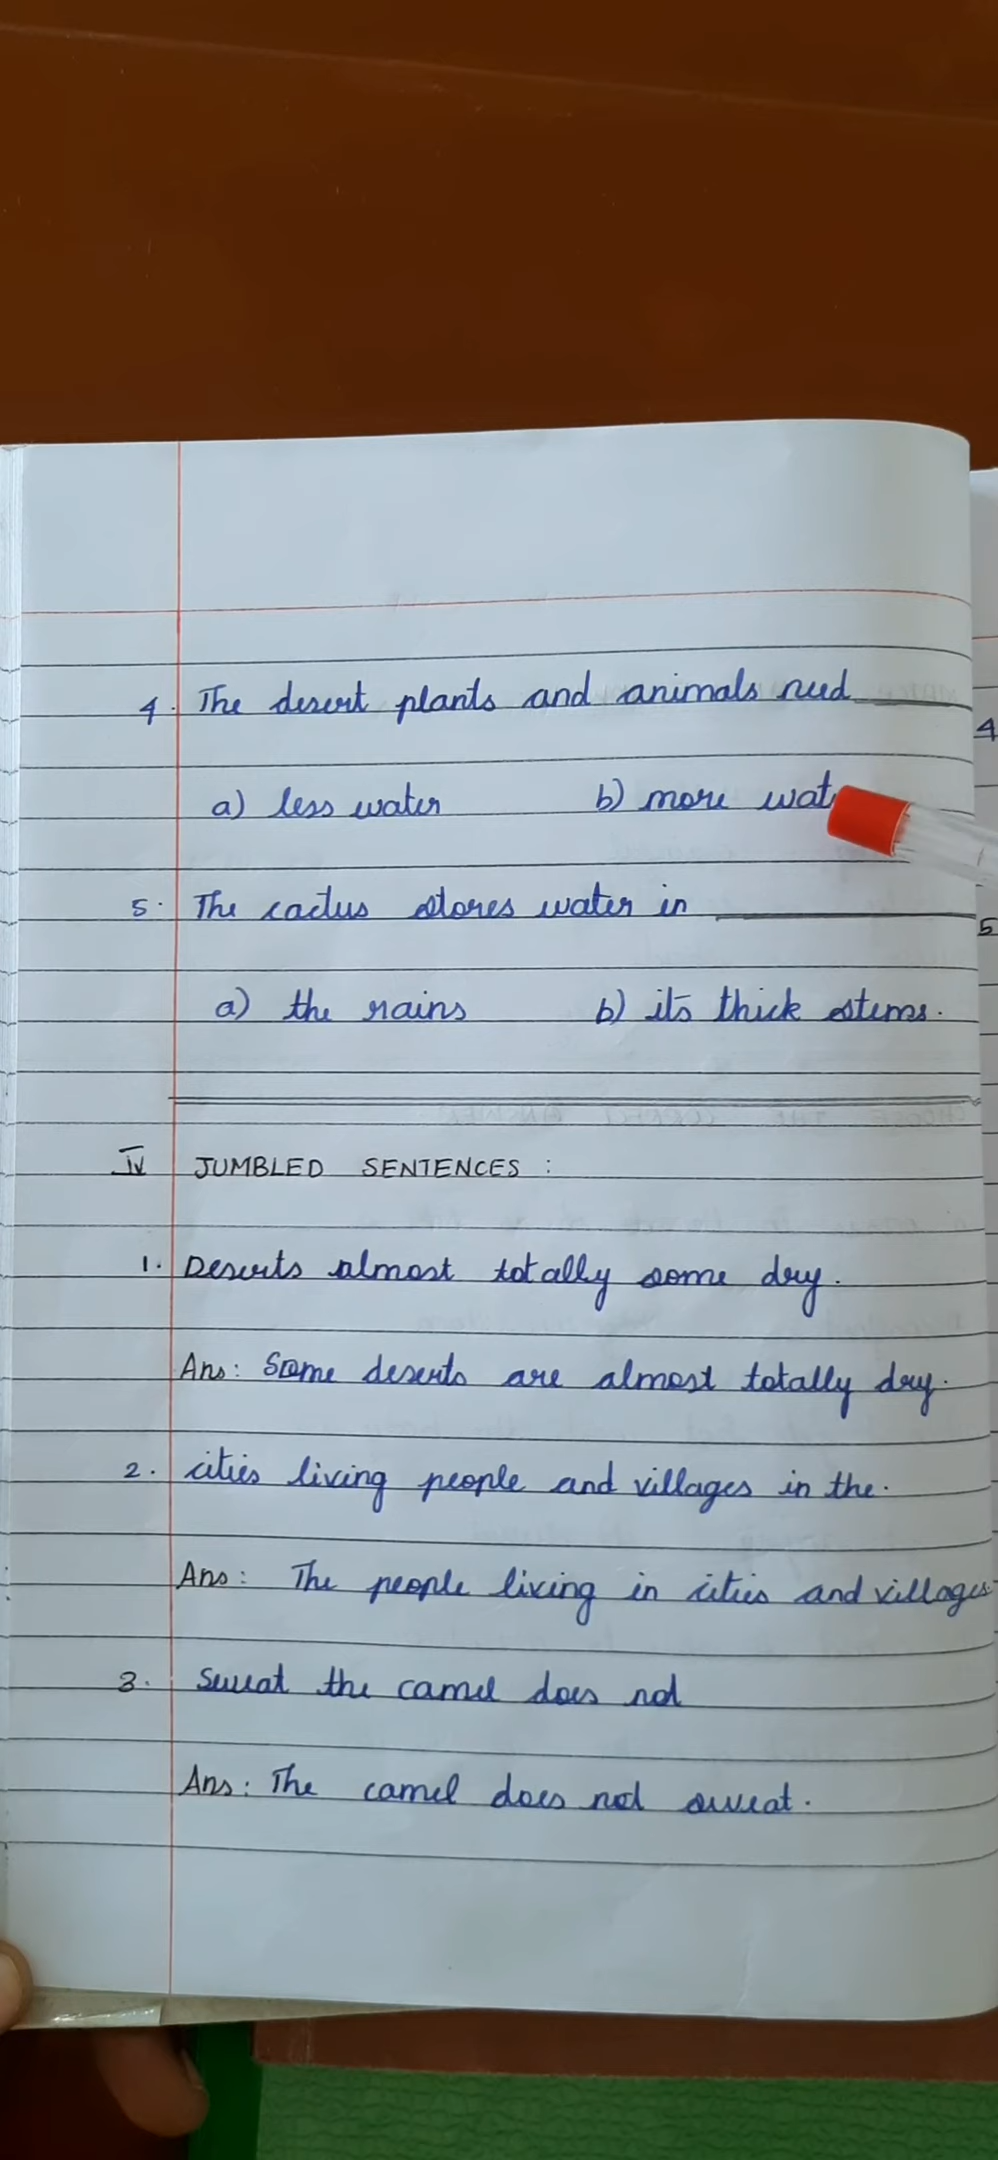 4. The desert plants and animals need ______
a) less water b) more wat
5. The cactus stores water in ______
a) the rains b) its thick stems.
IV JUMBLED SENTENCES :
1. Deserts almost totally some dry.
Ans: Some deserts are almost totally dry.
2. cities living people and villages in the.
Ans: The people living in cities and villages.
3. Sweat the camel does not
Ans: The camel does not sweat.
4
5